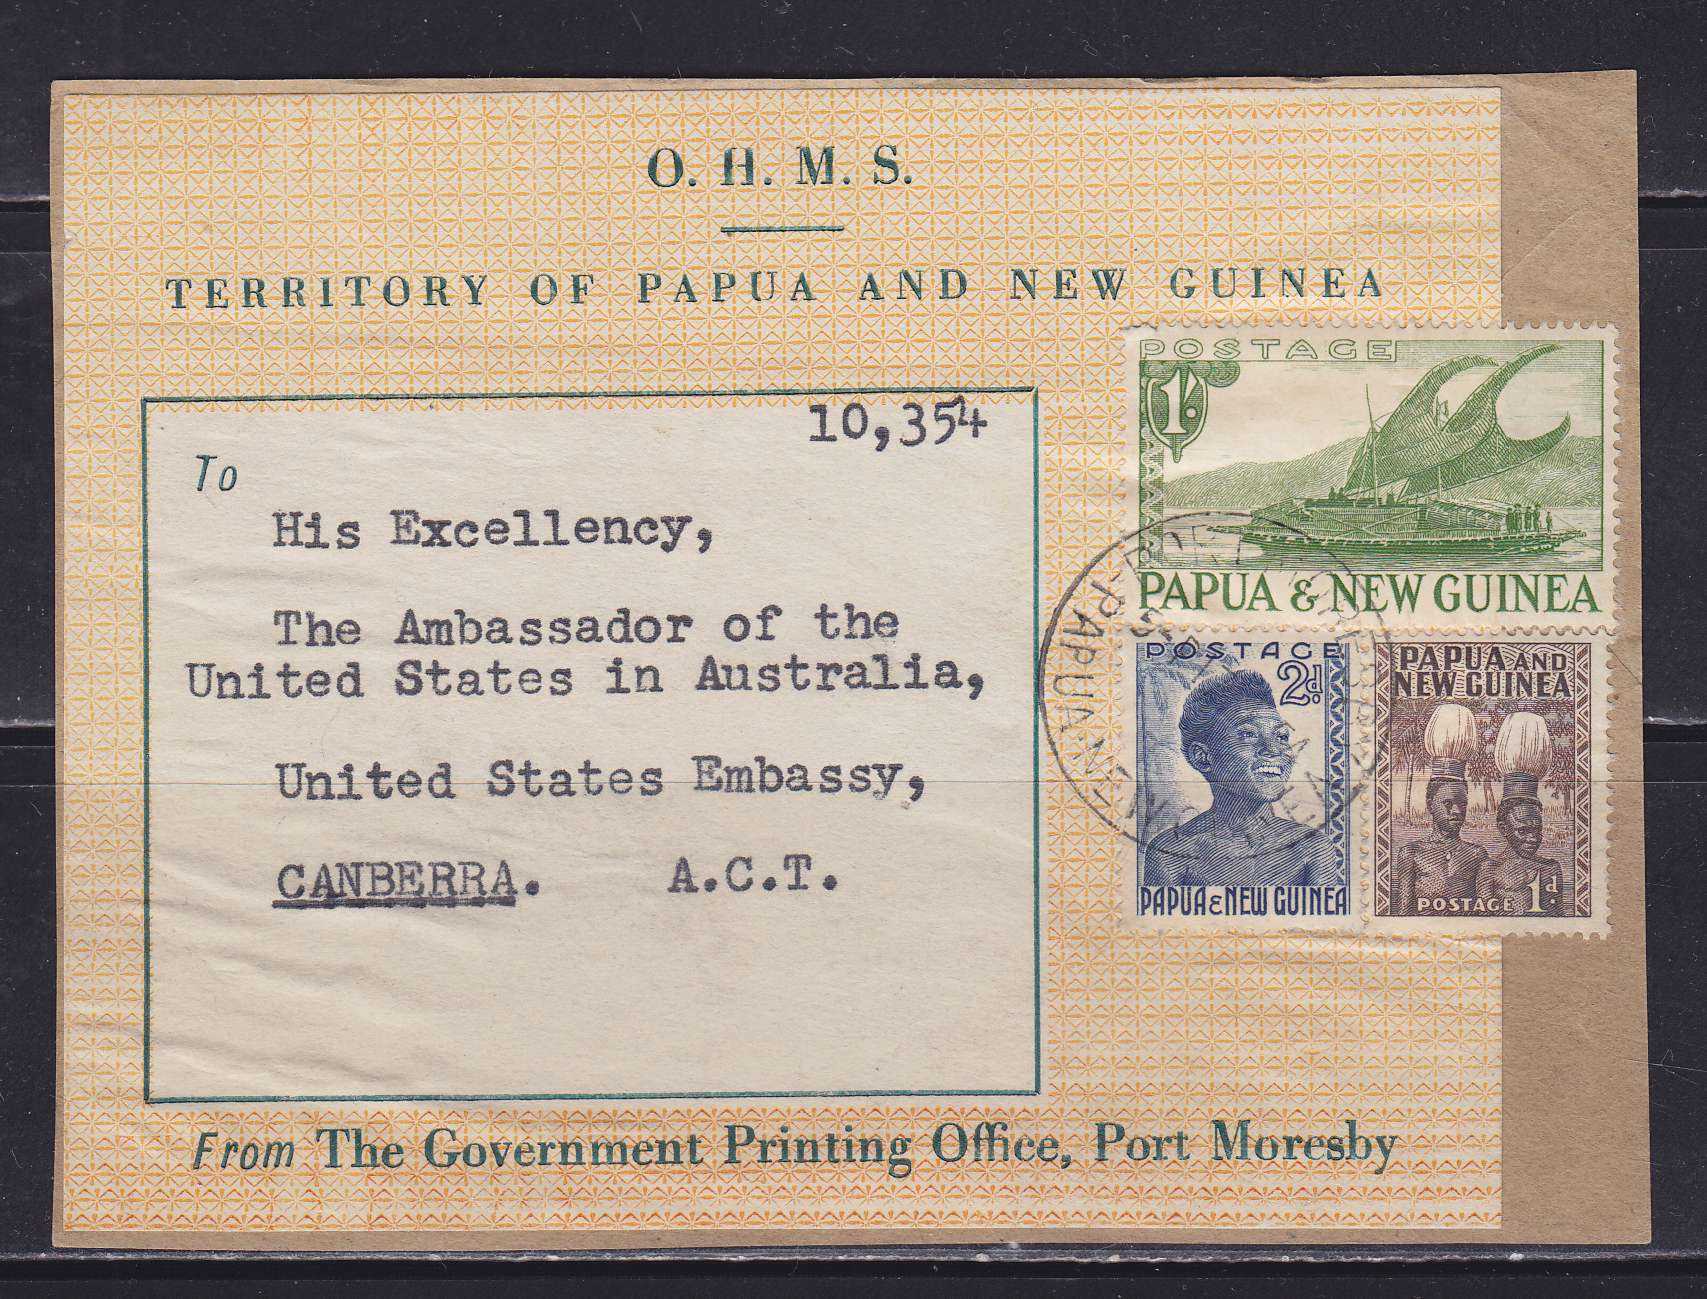 O. H. M. S.
TERRITORY OF PAPUA AND NEW GUINEA
10,354
To
His Excellency,
The Ambassador of the
United States in Australia,
United States Embassy,
CANBERRA. A.C.T.
From The Government Printing Office, Port Moresby
POSTAGE
1/-
PAPUA & NEW GUINEA
POSTAGE
2d.
PAPUA & NEW GUINEA
PAPUA AND
NEW GUINEA
POSTAGE 1d.
PORT
PAPUA